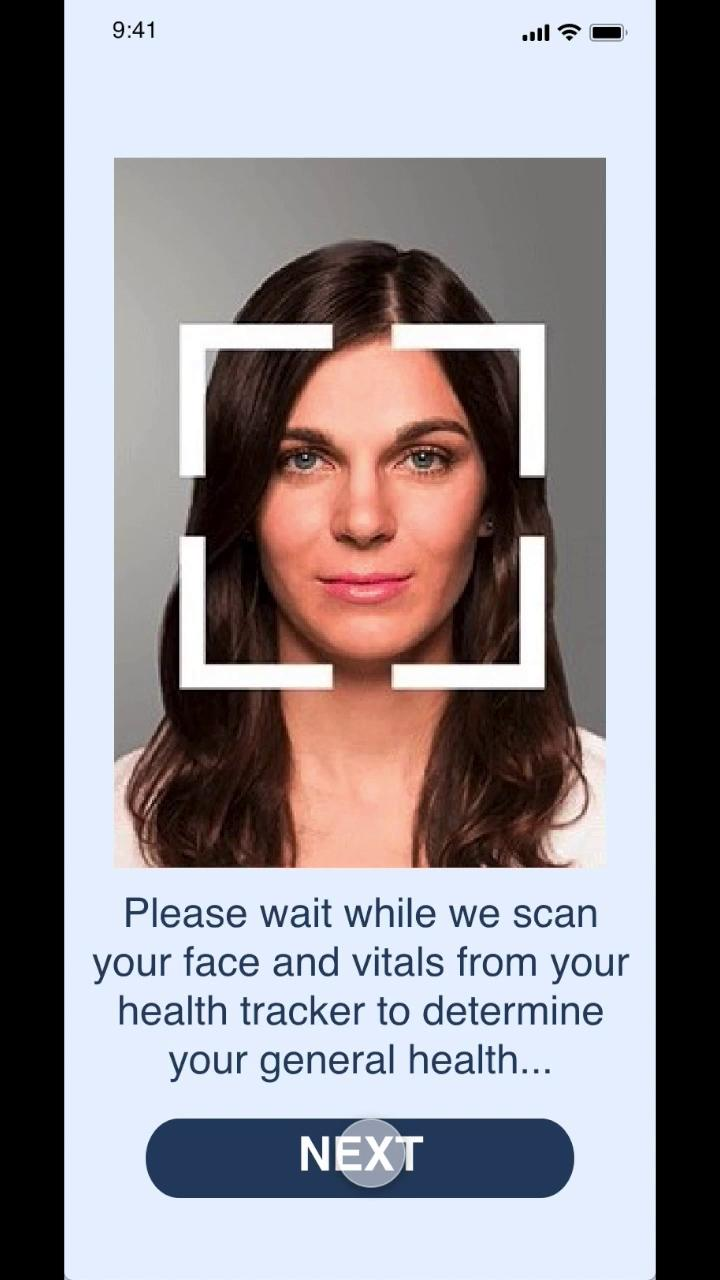 9:41
Please wait while we scan
your face and vitals from your
health tracker to determine
your general health...
NEXT